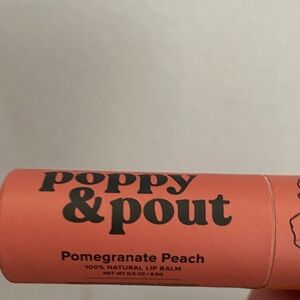 poppy
& pout
Pomegranate Peach
100% NATURAL LIP BALM
NET WT 0.3 OZ / 8.5G